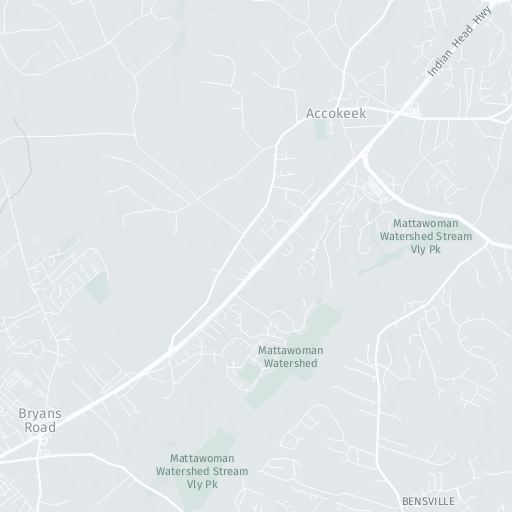 Indian Head Hwy
Accokeek
Mattawoman
Watershed Stream
Vly Pk
Mattawoman
Watershed
Bryans
Road
Mattawoman
Watershed Stream
Vly Pk
BENSVILLE